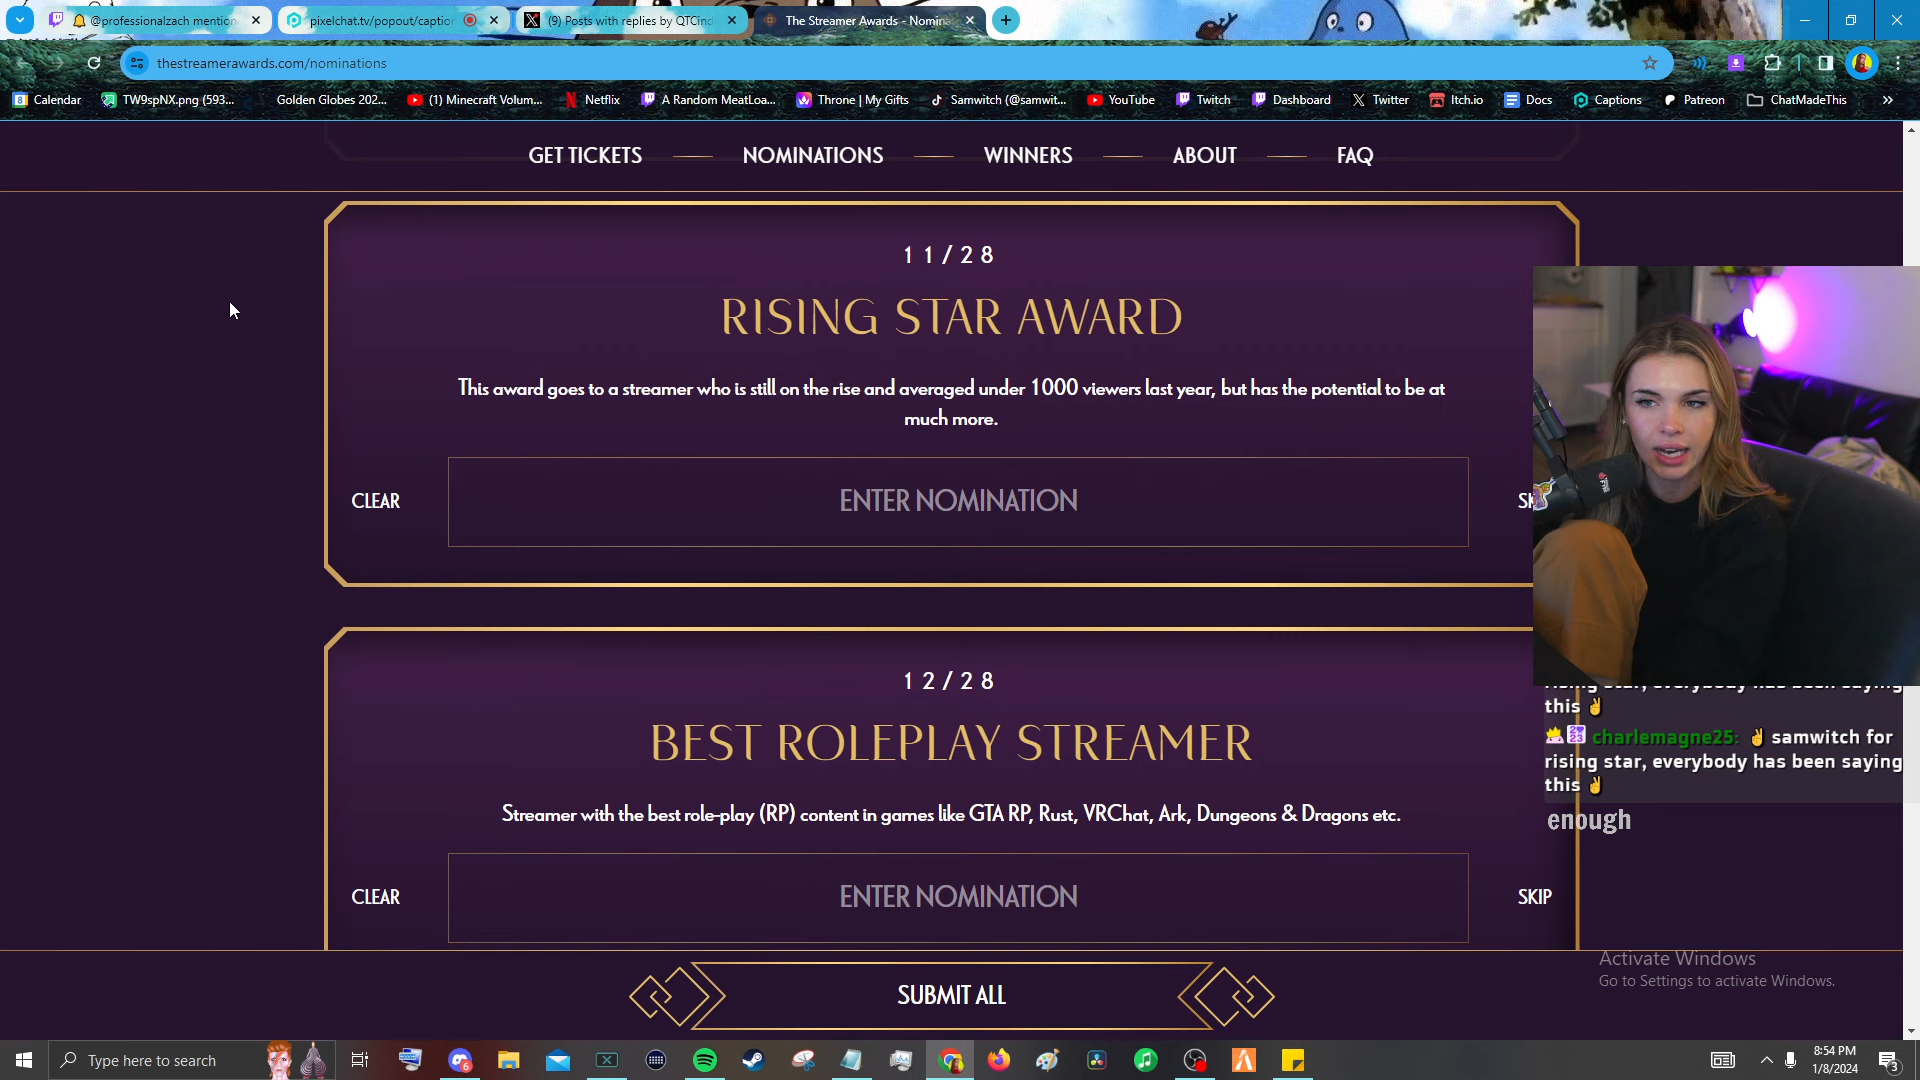 @professionalzach mention
pixelchat.tv/popout/caption
(9) Posts with replies by QTCind
The Streamer Awards - Nomina
thestreamerawards.com/nominations
Calendar
TW9spNX.png (593...
Golden Globes 202...
(1) Minecraft Volum...
Netflix
A Random MeatLoa...
Throne | My Gifts
Samwitch (@samwit...
YouTube
Twitch
Dashboard
Twitter
Itch.io
Docs
Captions
Patreon
ChatMadeThis
GET TICKETS
NOMINATIONS
WINNERS
ABOUT
FAQ
11/28
RISING STAR AWARD
This award goes to a streamer who is still on the rise and averaged under 1000 viewers last year, but has the potential to be at
much more.
CLEAR
ENTER NOMINATION
12/28
BEST ROLEPLAY STREAMER
Streamer with the best role-play (RP) content in games like GTA RP, Rust, VRChat, Ark, Dungeons & Dragons etc.
CLEAR
ENTER NOMINATION
SKIP
SUBMIT ALL
rising star, everybody has been saying
this ✌
charlemagne25: ✌ samwitch for
rising star, everybody has been saying
this ✌
enough
Activate Windows
Go to Settings to activate Windows.
Type here to search
8:54 PM
1/8/2024